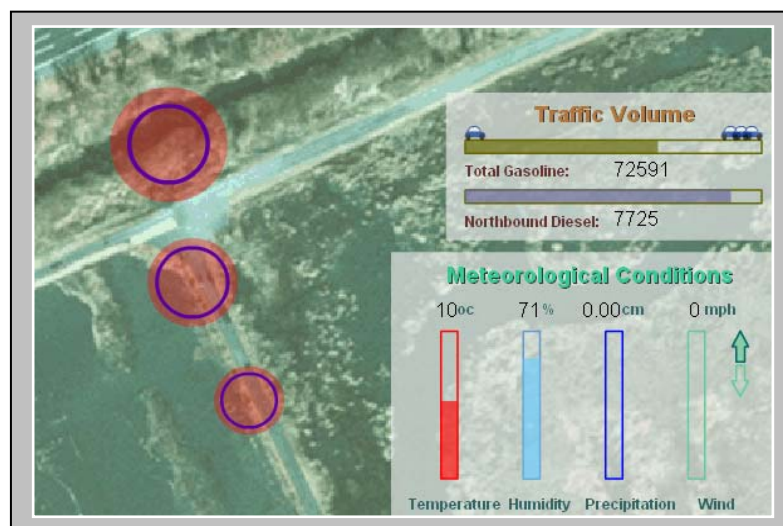 Traffic Volume
Total Gasoline: 72591
Northbound Diesel: 7725
Meteorological Conditions
10oc 71% 0.00cm 0 mph
Temperature Humidity Precipitation Wind